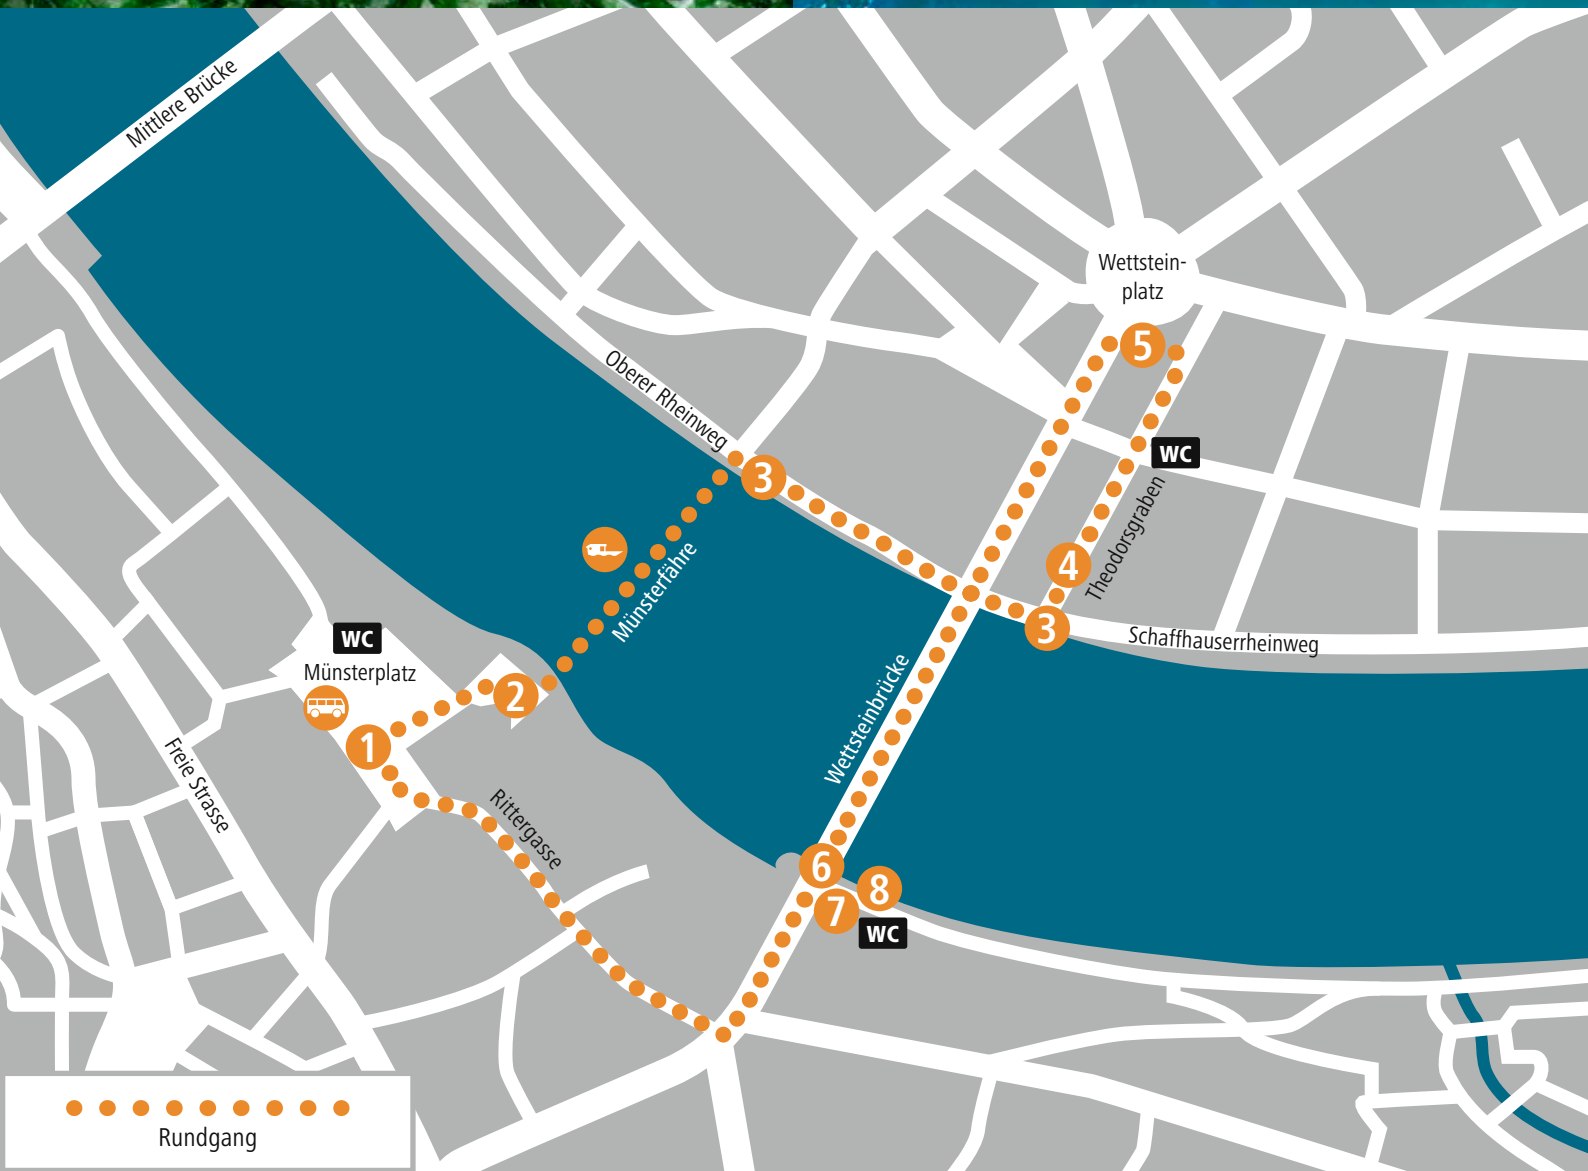 Mittlere Brücke
Wettstein-
platz
5
Oberer Rheinweg
3
WC
Theodorsgraben
4
Münsterfähre
3
Schaffhauserrheinweg
WC
Münsterplatz
2
1
Wettsteinbrücke
Freie Strasse
Rittergasse
6
8
7
WC
Rundgang